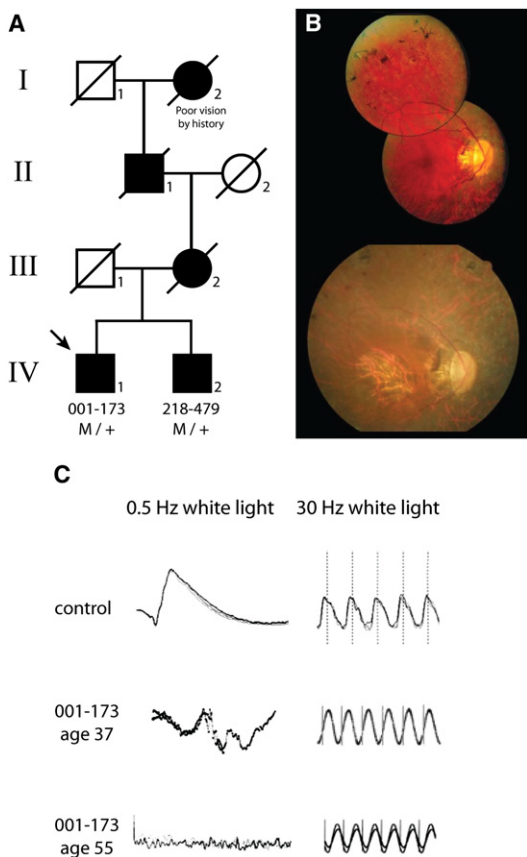 A
B
I
1
2
Poor vision
by history
II
1
2
III
1
2
IV
1
2
001-173
218-479
M / +
M / +
C
0.5 Hz white light
30 Hz white light
control
001-173
age 37
001-173
age 55